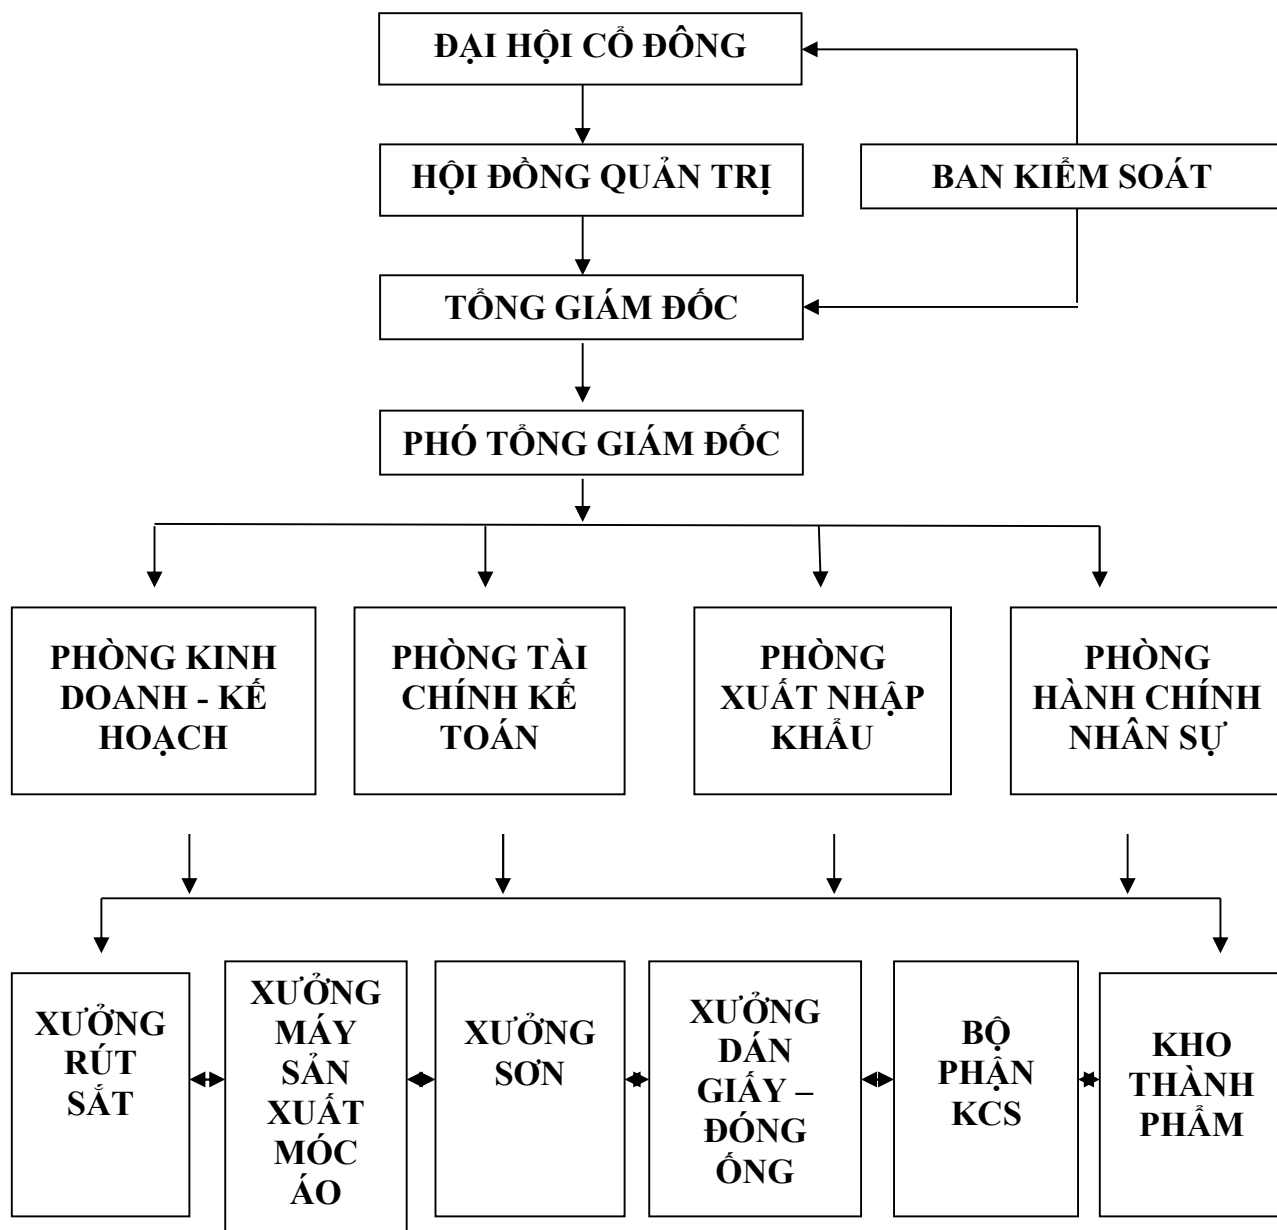 ĐẠI HỘI CỔ ĐÔNG
HỘI ĐỒNG QUẢN TRỊ
BAN KIỂM SOÁT
TỔNG GIÁM ĐỐC
PHÓ TỔNG GIÁM ĐỐC
PHÒNG KINH
DOANH - KẾ
HOẠCH
PHÒNG TÀI
CHÍNH KẾ
TOÁN
PHÒNG
XUẤT NHẬP
KHẨU
PHÒNG
HÀNH CHÍNH
NHÂN SỰ
XƯỞNG
RÚT
SẮT
XƯỞNG
MÁY
SẢN
XUẤT
MÓC
ÁO
XƯỞNG
SƠN
XƯỞNG
DÁN
GIẤY –
ĐÓNG
ỐNG
BỘ
PHẬN
KCS
KHO
THÀNH
PHẨM